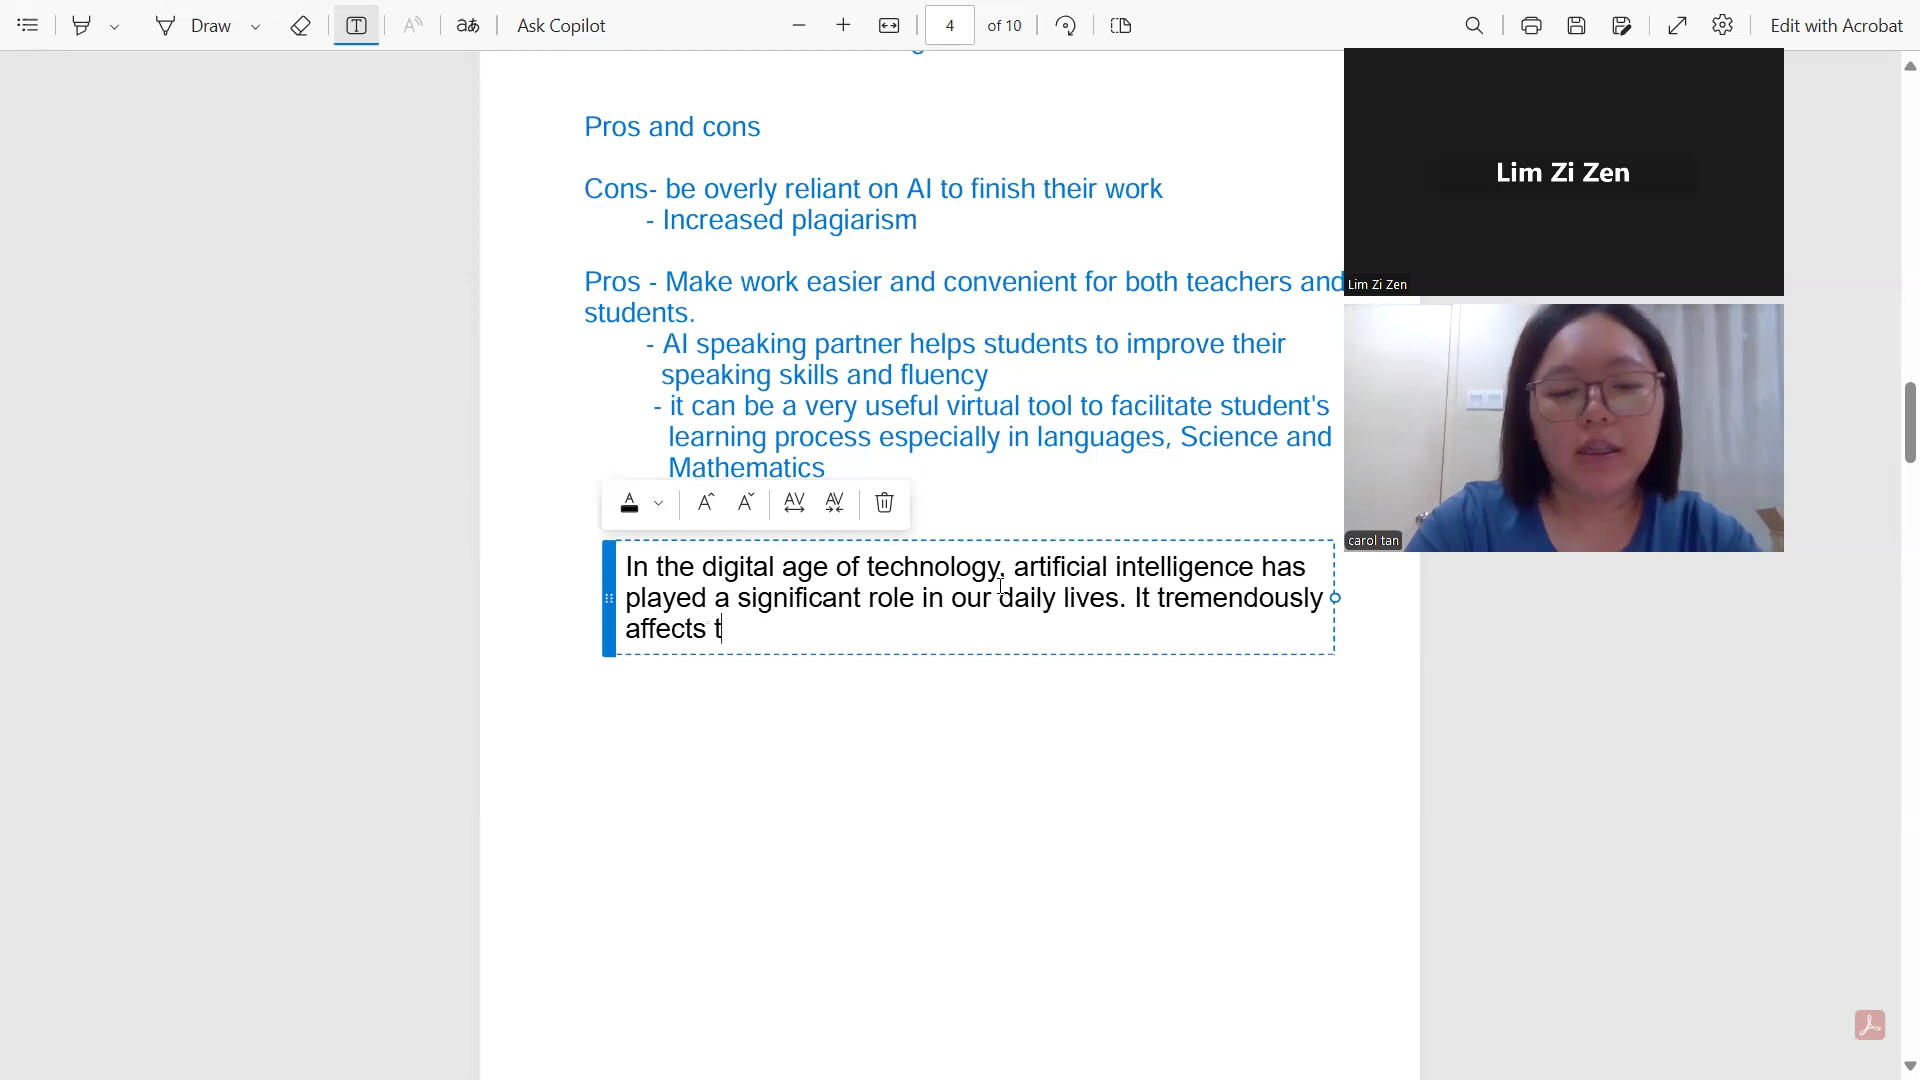 Draw
Ask Copilot
4
of 10
Edit with Acrobat
Pros and cons
Cons- be overly reliant on AI to finish their work
- Increased plagiarism
Pros - Make work easier and convenient for both teachers and
students.
- AI speaking partner helps students to improve their
speaking skills and fluency
- it can be a very useful virtual tool to facilitate student's
learning process especially in languages, Science and
Mathematics
In the digital age of technology, artificial intelligence has
played a significant role in our daily lives. It tremendously
affects t
Lim Zi Zen
Lim Zi Zen
carol tan